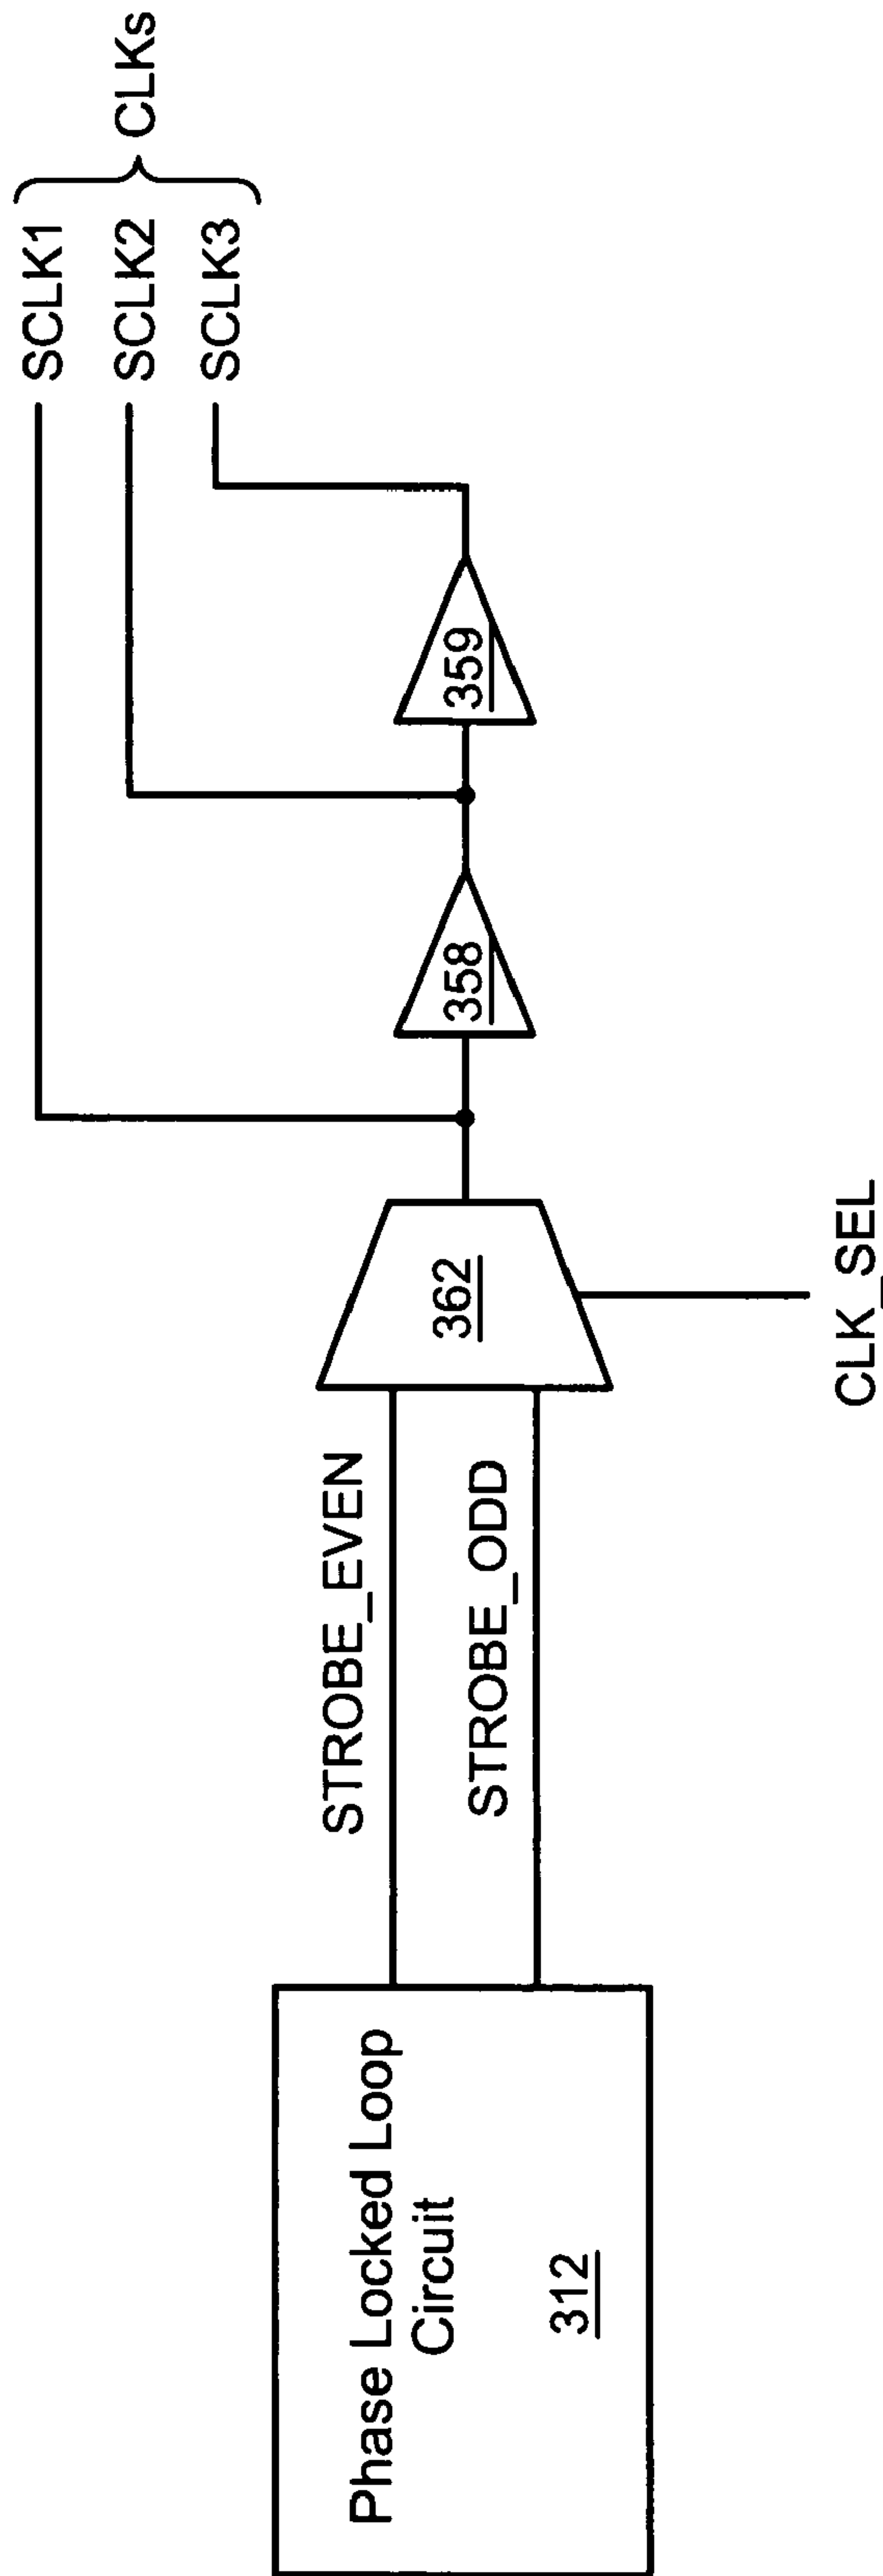 Phase Locked Loop
Circuit
312
STROBE_EVEN
STROBE_ODD
362
CLK_SEL
358
359
SCLK1
SCLK2
SCLK3
CLKs